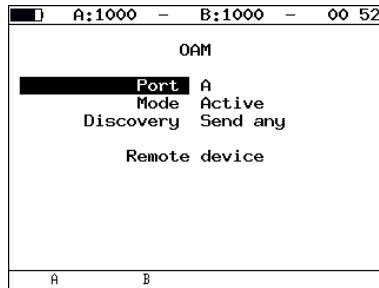 A:1000 – B:1000 – 00 52
OAM
Port A
Mode Active
Discovery Send any
Remote device
A B